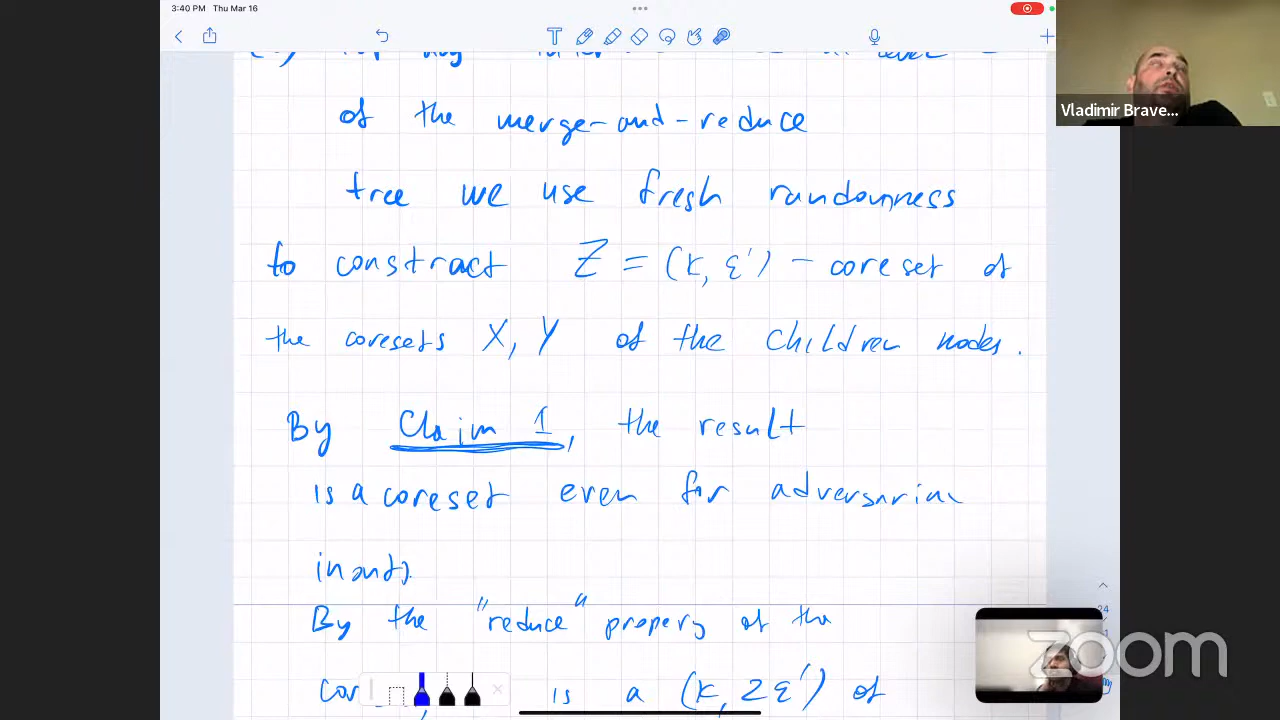 3:40 PM Thu Mar 16
Vladimir Brave...
of the merge-and-reduce
tree we use fresh randomness
to construct Z = (k, ε') - coreset of
the coresets X, Y of the children nodes.
By Claim 1, the result
is a coreset even for adversarial
inputs.
By the "reduce" propery of the
is a (k, 2ε') of
24
zoom